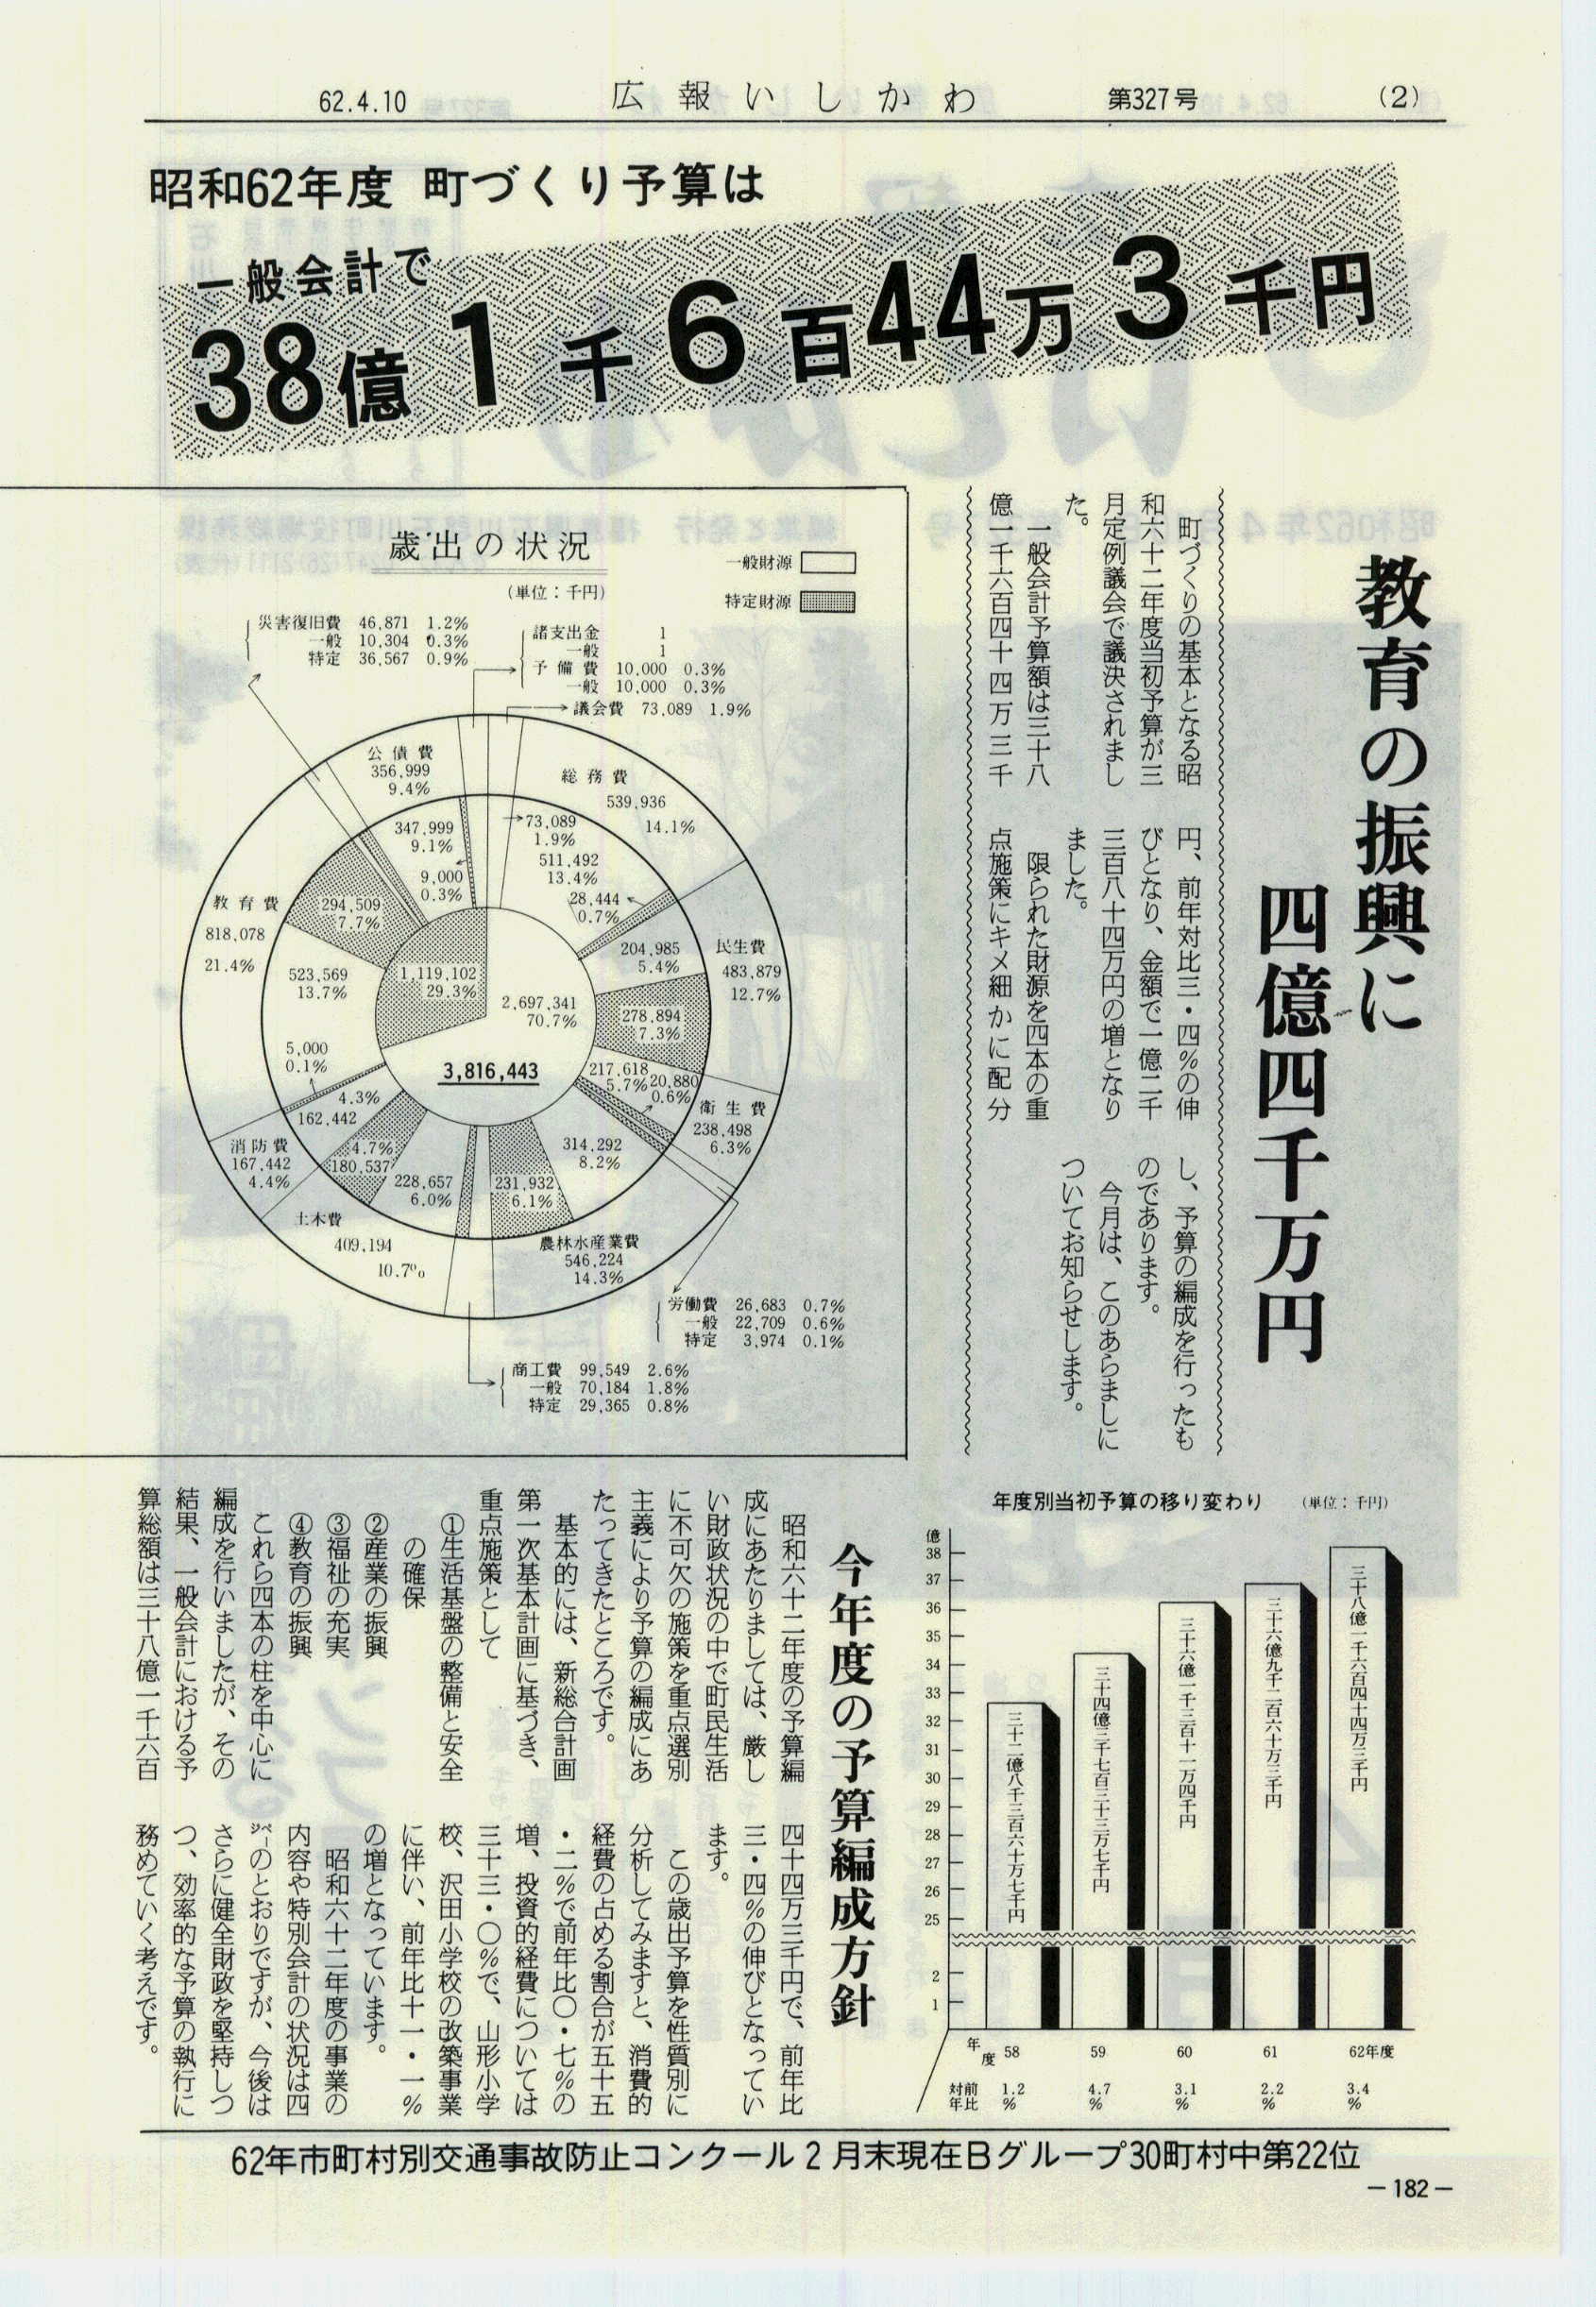 62.4.10
広報いしかわ
第327号
(2)
昭和62年度 町づくり予算は
一般会計で
38億1千6百44万3千円
教育の振興に
四億四千万円
町づくりの基本となる昭
和六十二年度当初予算が三
月定例議会で議決されまし
た。
一般会計予算額は三十八
億一千六百四十四万三千
円、前年対比三・四%の伸
びとなり、金額で一億二千
三百八十四万円の増となり
ました。
限られた財源を四本の重
点施策にキメ細かに配分
し、予算の編成を行ったも
のであります。
今月は、このあらましに
ついてお知らせします。
歳出の状況
(単位:千円)
一般財源
特定財源
災害復旧費 46,871 1.2%
一般 10,304 0.3%
特定 36,567 0.9%
諸支出金 1
一般 1
予備費 10,000 0.3%
一般 10,000 0.3%
議会費 73,089 1.9%
公債費
356,999
9.4%
総務費
539,936
14.1%
347,999
9.1%
9,000
0.3%
73,089
1.9%
511,492
13.4%
28,444
0.7%
教育費
818,078
21.4%
294,509
7.7%
523,569
13.7%
204,985
5.4%
民生費
483,879
12.7%
278,894
7.3%
1,119,102
29.3%
2,697,341
70.7%
3,816,443
5,000
0.1%
4.3%
162,442
217,618
5.7%
20,880
0.6%
衛生費
238,498
6.3%
消防費
167,442
4.4%
4.7%
180,537
228,657
6.0%
231,932
6.1%
314,292
8.2%
土木費
409,194
10.7%
農林水産業費
546,224
14.3%
労働費 26,683 0.7%
一般 22,709 0.6%
特定 3,974 0.1%
商工費 99,549 2.6%
一般 70,184 1.8%
特定 29,365 0.8%
年度別当初予算の移り変わり (単位:千円)
億
38
37
36
35
34
33
32
31
30
29
28
27
26
25
2
1
三十二億八千三百六十万七千円
三十四億三千七百三十三万七千円
三十六億一千三百十一万四千円
三十六億九千二百六十万三千円
三十八億一千六百四十四万三千円
年度 58 59 60 61 62年度
対前年比 1.2% 4.7% 3.1% 2.2% 3.4%
今年度の予算編成方針
昭和六十二年度の予算編
成にあたりましては、厳し
い財政状況の中で町民生活
に不可欠の施策を重点選別
主義により予算の編成にあ
たってきたところです。
基本的には、新総合計画
第一次基本計画に基づき、
重点施策として
①生活基盤の整備と安全
の確保
②産業の振興
③福祉の充実
④教育の振興
これら四本の柱を中心に
編成を行いましたが、その
結果、一般会計における予
算総額は三十八億一千六百
四十四万三千円で、前年比
三・四%の伸びとなってい
ます。
この歳出予算を性質別に
分析してみますと、消費的
経費の占める割合が五十五
・二%で前年比〇・七%の
増、投資的経費については
三十三・〇%で、山形小学
校、沢田小学校の改築事業
に伴い、前年比十一・一%
の増となっています。
昭和六十二年度の事業の
内容や特別会計の状況は四
ページのとおりですが、今後は
さらに健全財政を堅持しつ
つ、効率的な予算の執行に
務めていく考えです。
62年市町村別交通事故防止コンクール2月末現在Bグループ30町村中第22位
－182－